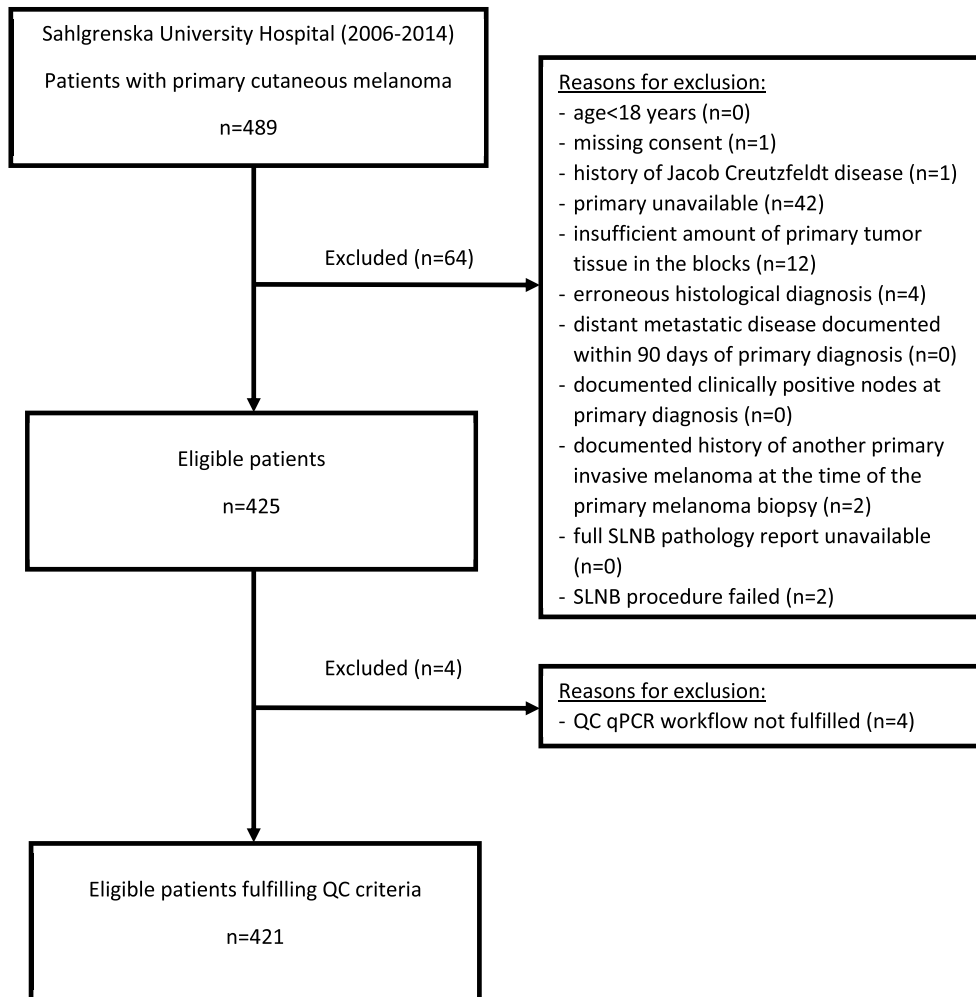 Sahlgrenska University Hospital (2006-2014)
Patients with primary cutaneous melanoma
n=489
Excluded (n=64)
Reasons for exclusion:
- age<18 years (n=0)
- missing consent (n=1)
- history of Jacob Creutzfeldt disease (n=1)
- primary unavailable (n=42)
- insufficient amount of primary tumor
tissue in the blocks (n=12)
- erroneous histological diagnosis (n=4)
- distant metastatic disease documented
within 90 days of primary diagnosis (n=0)
- documented clinically positive nodes at
primary diagnosis (n=0)
- documented history of another primary
invasive melanoma at the time of the
primary melanoma biopsy (n=2)
- full SLNB pathology report unavailable
(n=0)
- SLNB procedure failed (n=2)
Eligible patients
n=425
Excluded (n=4)
Reasons for exclusion:
- QC qPCR workflow not fulfilled (n=4)
Eligible patients fulfilling QC criteria
n=421